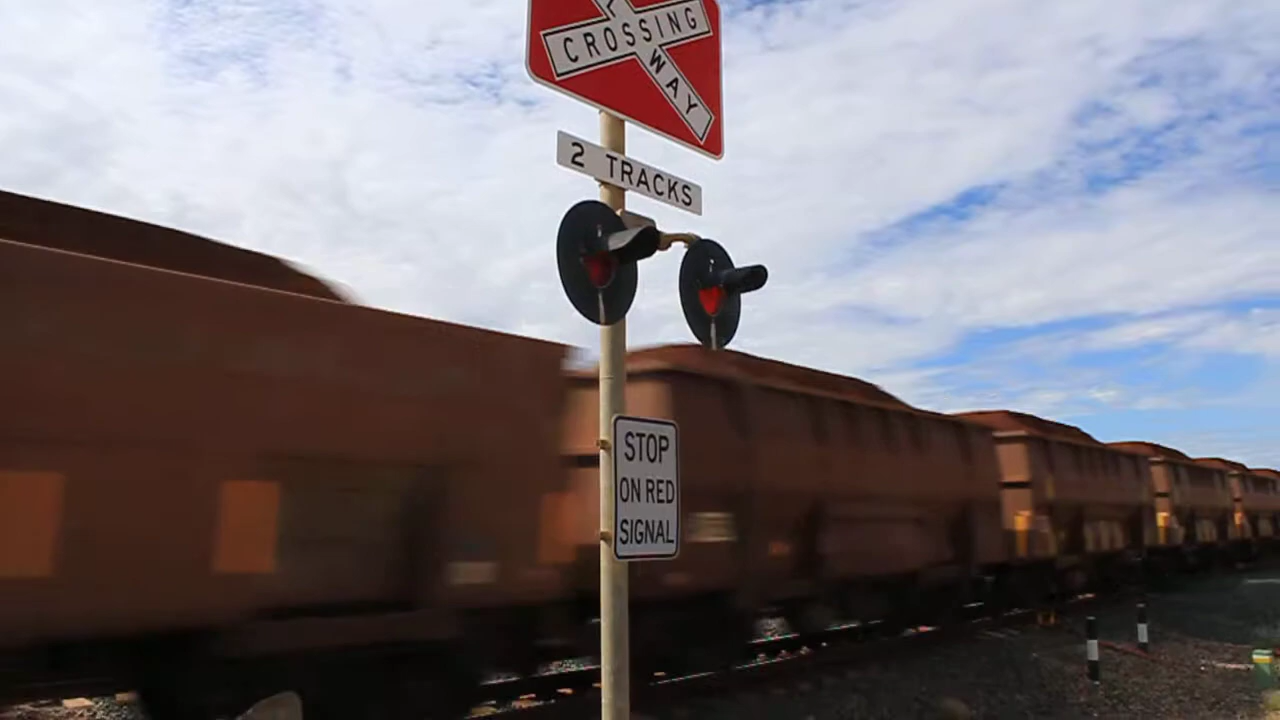 CROSSING
WAY
2 TRACKS
STOP
ON RED
SIGNAL